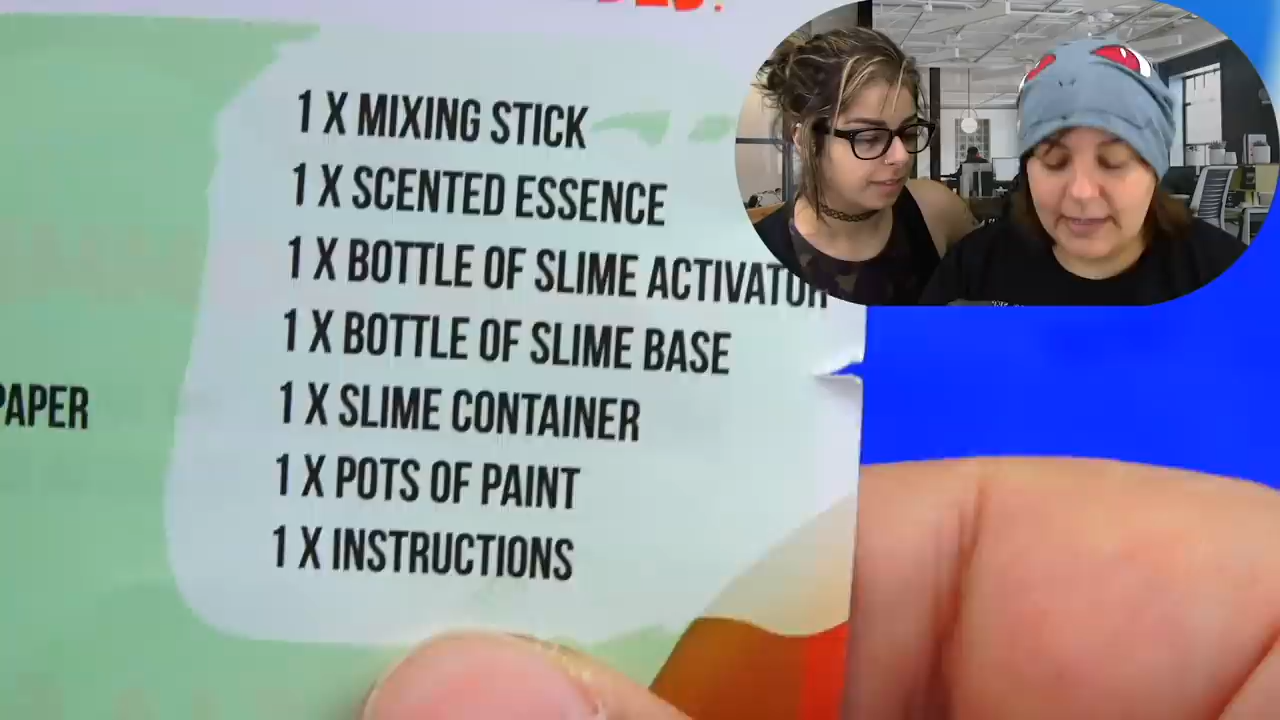 PAPER
1 X MIXING STICK
1 X SCENTED ESSENCE
1 X BOTTLE OF SLIME ACTIVATOR
1 X BOTTLE OF SLIME BASE
1 X SLIME CONTAINER
1 X POTS OF PAINT
1 X INSTRUCTIONS